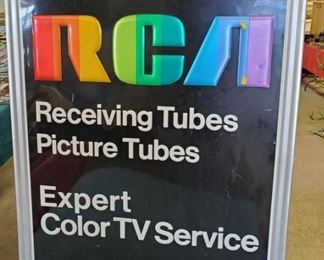 RCA
Receiving Tubes
Picture Tubes
Expert
Color TV Service